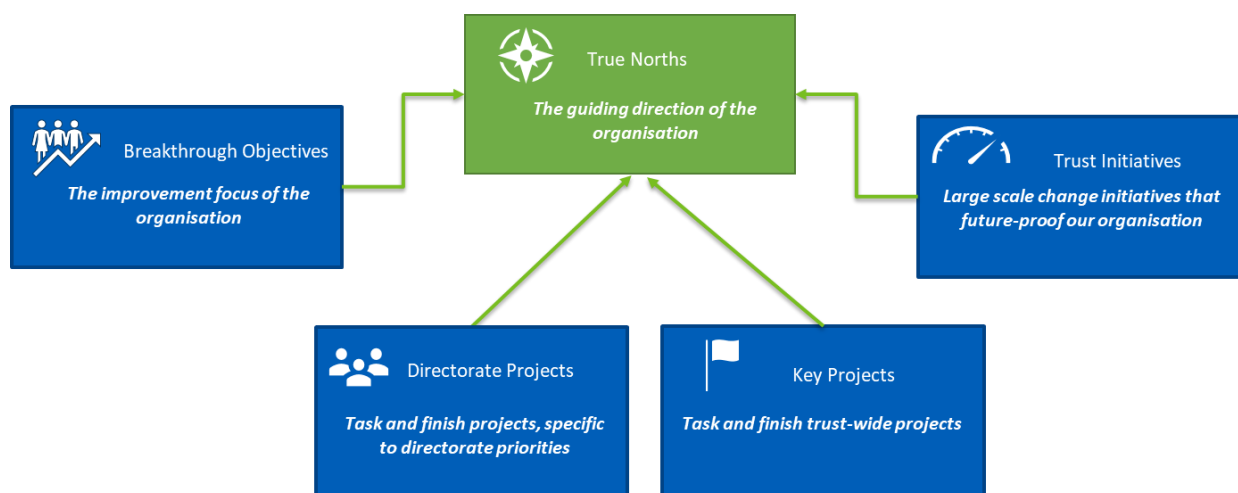 True Norths
The guiding direction of the
organisation
Breakthrough Objectives
The improvement focus of the
organisation
Trust Initiatives
Large scale change initiatives that
future-proof our organisation
Directorate Projects
Task and finish projects, specific
to directorate priorities
Key Projects
Task and finish trust-wide projects